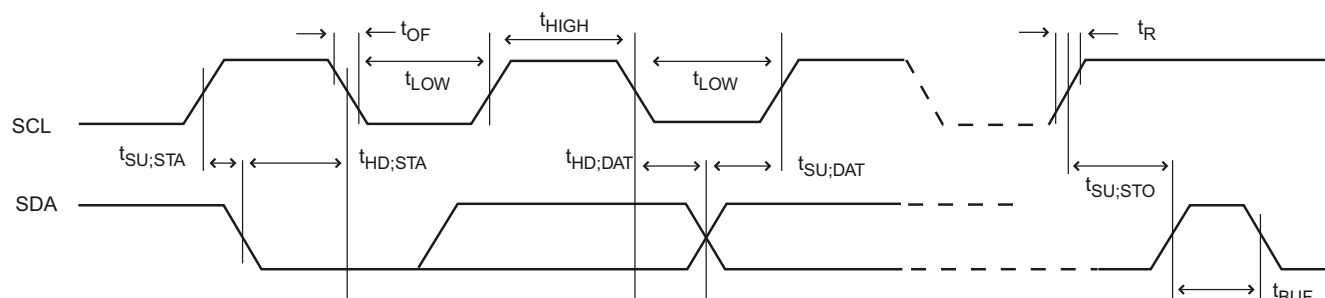 tOF
tHIGH
tR
tLOW
tLOW
SCL
tSU;STA
tHD;STA
tHD;DAT
tSU;DAT
tSU;STO
SDA
tBUF